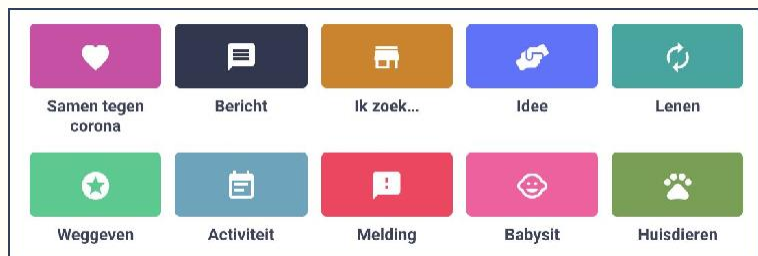 Samen tegen
corona
Bericht
Ik zoek...
Idee
Lenen
Weggeven
Activiteit
Melding
Babysit
Huisdieren